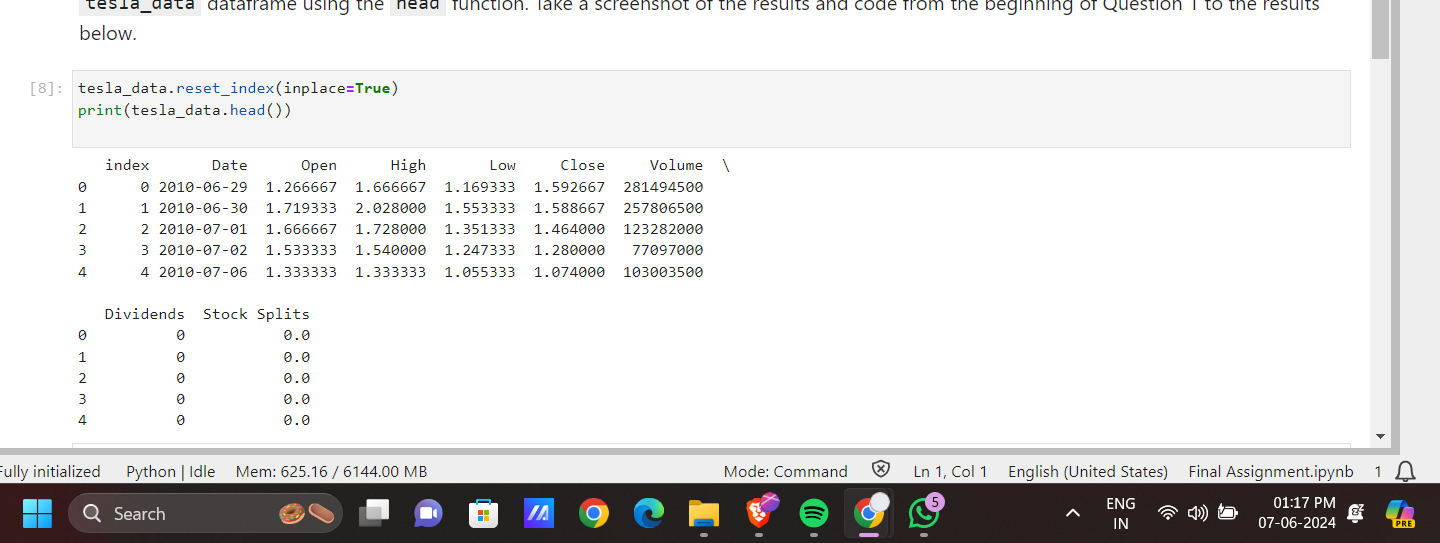 tesla_data dataframe using the head function. Take a screenshot of the results and code from the beginning of Question 1 to the results
below.
[8]: tesla_data.reset_index(inplace=True)
print(tesla_data.head())
index Date Open High Low Close Volume \
0 0 2010-06-29 1.266667 1.666667 1.169333 1.592667 281494500
1 1 2010-06-30 1.719333 2.028000 1.553333 1.588667 257806500
2 2 2010-07-01 1.666667 1.728000 1.351333 1.464000 123282000
3 3 2010-07-02 1.533333 1.540000 1.247333 1.280000 77097000
4 4 2010-07-06 1.333333 1.333333 1.055333 1.074000 103003500
Dividends Stock Splits
0 0 0.0
1 0 0.0
2 0 0.0
3 0 0.0
4 0 0.0
Fully initialized Python | Idle Mem: 625.16 / 6144.00 MB Mode: Command Ln 1, Col 1 English (United States) Final Assignment.ipynb 1
Search 5 ENG 01:17 PM
IN 07-06-2024 PRE